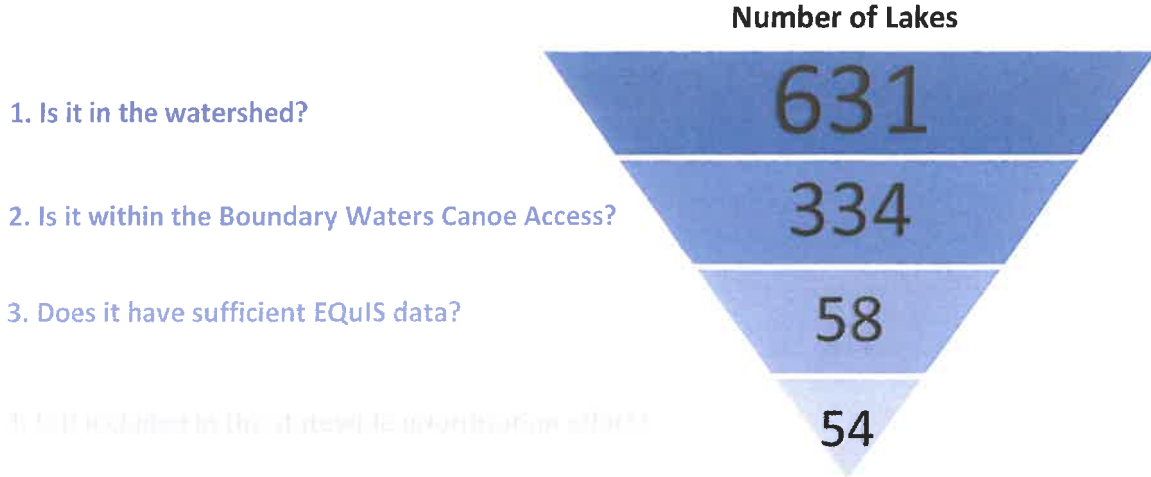 Number of Lakes
1. Is it in the watershed?
631
2. Is it within the Boundary Waters Canoe Access?
334
3. Does it have sufficient EQuIS data?
58
54